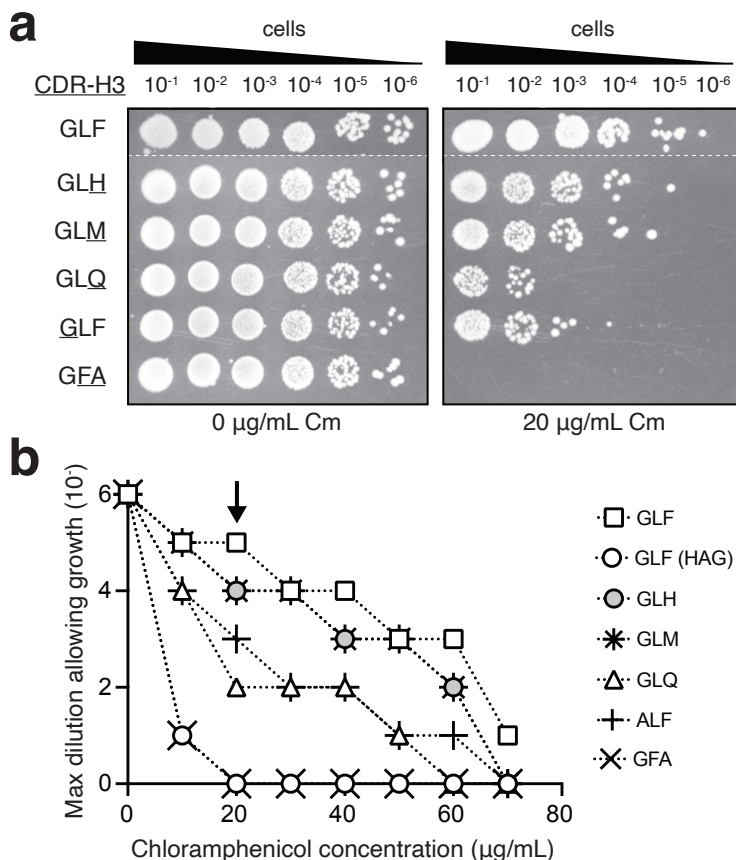 a
cells
cells
CDR-H3
10-1 10-2 10-3 10-4 10-5 10-6
10-1 10-2 10-3 10-4 10-5 10-6
GLF
GLH
GLM
GLQ
GLF
GFA
0 µg/mL Cm
20 µg/mL Cm
b
Max dilution allowing growth (10-)
6
4
2
0
0 20 40 60 80
Chloramphenicol concentration (µg/mL)
GLF
GLF (HAG)
GLH
GLM
GLQ
ALF
GFA